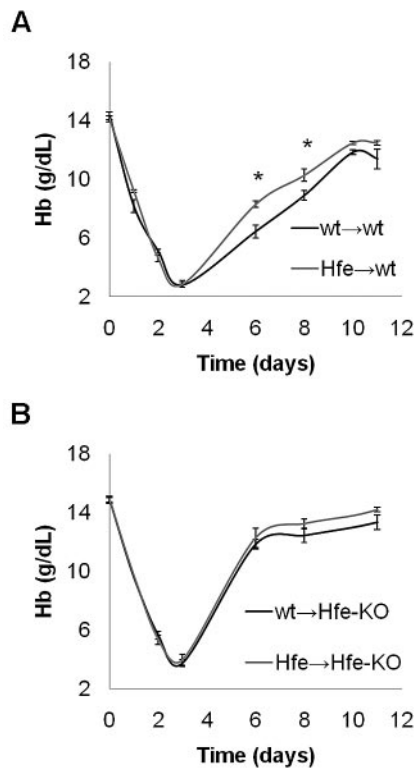 A
18
14
10
6
2
Hb (g/dL)
*
*
wt→wt
Hfe→wt
0 2 4 6 8 10 12
Time (days)
B
18
14
10
6
2
Hb (g/dL)
wt→Hfe-KO
Hfe→Hfe-KO
0 2 4 6 8 10 12
Time (days)